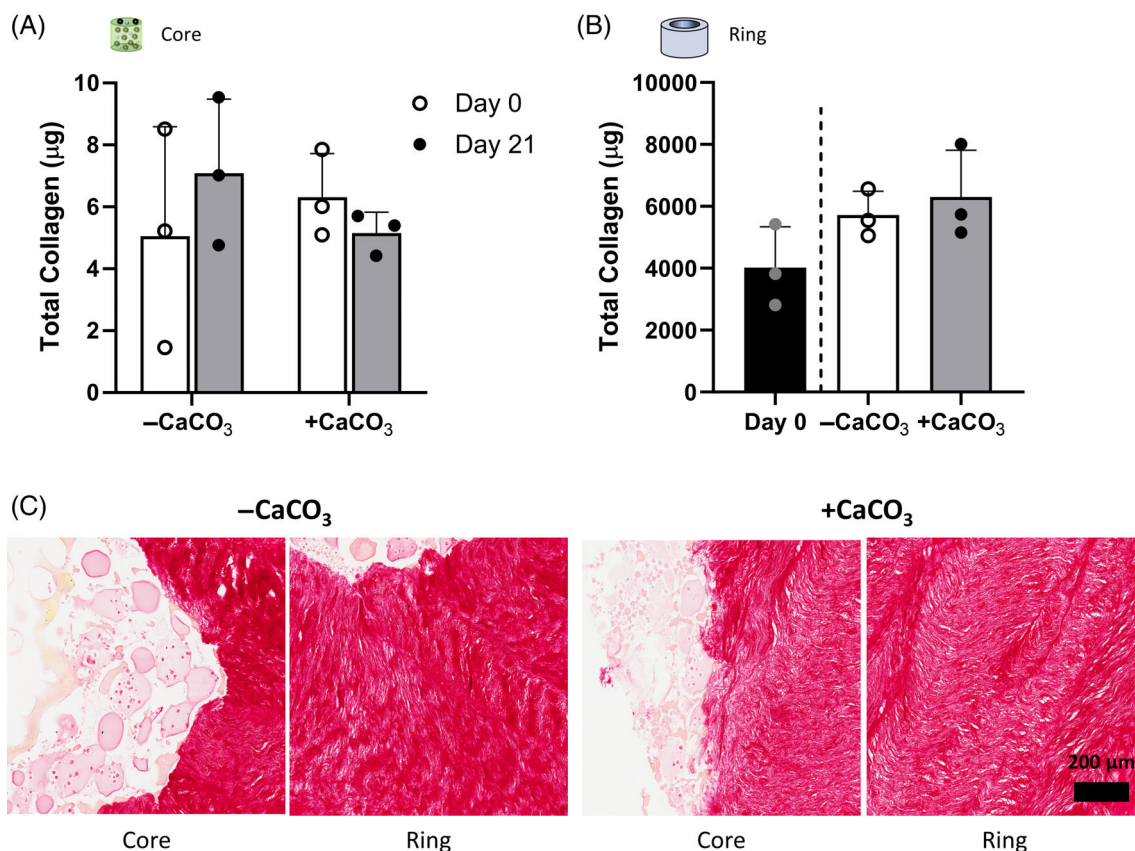 (A)
Core
Total Collagen (μg)
10
8
6
4
2
0
–CaCO₃
+CaCO₃
Day 0
Day 21
(B)
Ring
Total Collagen (μg)
10000
8000
6000
4000
2000
0
Day 0
–CaCO₃
+CaCO₃
(C)
–CaCO₃
+CaCO₃
200 μm
Core
Ring
Core
Ring